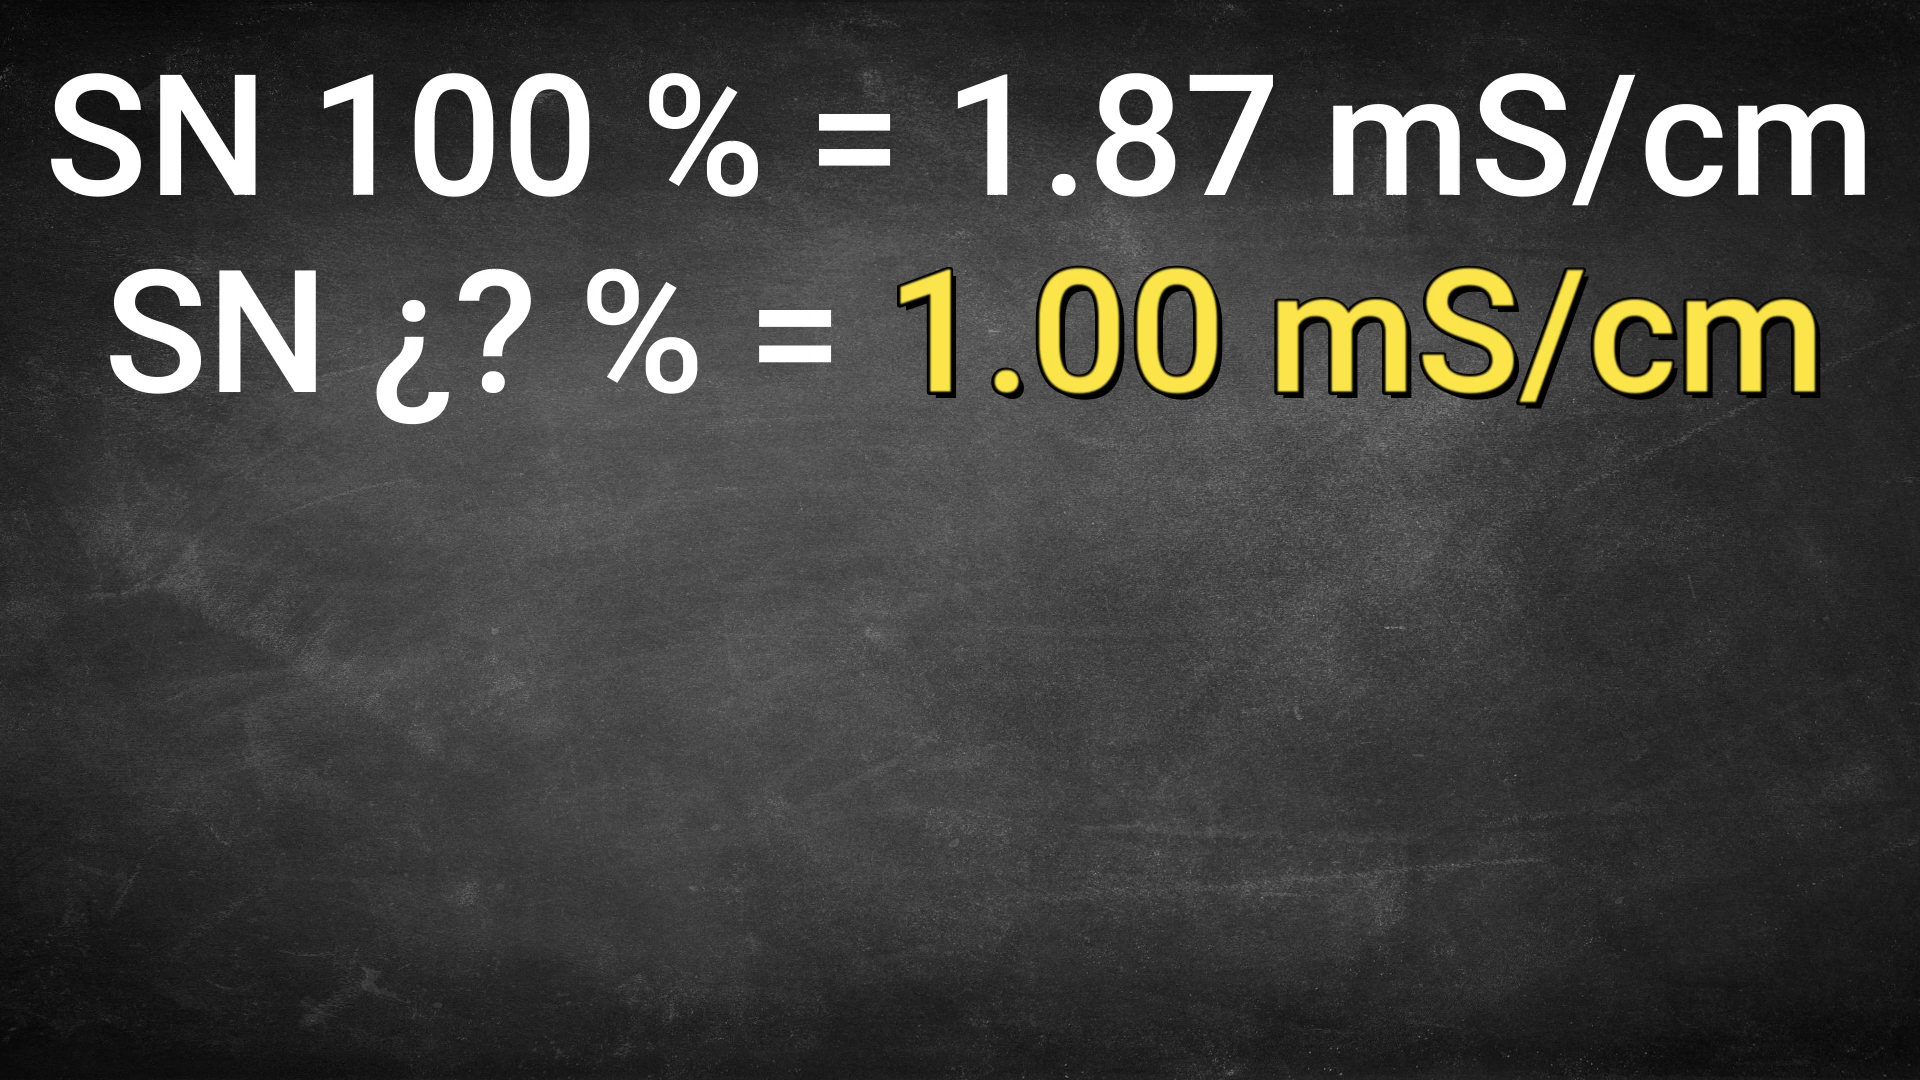 SN 100 % = 1.87 mS/cm
SN ¿? % = 1.00 mS/cm